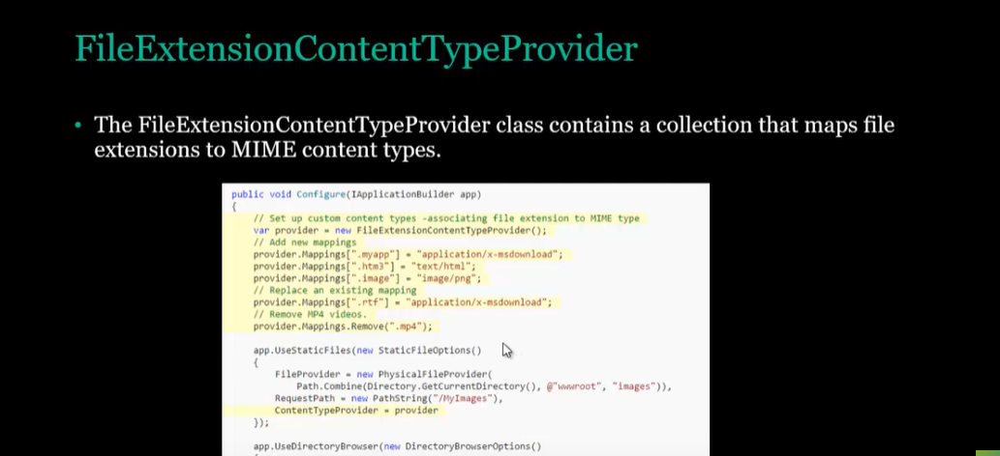 FileExtensionContentTypeProvider
• The FileExtensionContentTypeProvider class contains a collection that maps file
extensions to MIME content types.
public void Configure(IApplicationBuilder app)
{
// Set up custom content types -associating file extension to MIME type
var provider = new FileExtensionContentTypeProvider();
// Add new mappings
provider.Mappings[".myapp"] = "application/x-msdownload";
provider.Mappings[".htm3"] = "text/html";
provider.Mappings[".image"] = "image/png";
// Replace an existing mapping
provider.Mappings[".rtf"] = "application/x-msdownload";
// Remove MP4 videos.
provider.Mappings.Remove(".mp4");
app.UseStaticFiles(new StaticFileOptions()
{
FileProvider = new PhysicalFileProvider(
Path.Combine(Directory.GetCurrentDirectory(), @"wwwroot", "images")),
RequestPath = new PathString("/MyImages"),
ContentTypeProvider = provider
});
app.UseDirectoryBrowser(new DirectoryBrowserOptions()